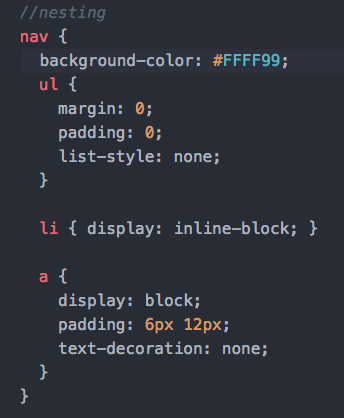 //nesting
nav {
  background-color: #FFFF99;
  ul {
    margin: 0;
    padding: 0;
    list-style: none;
  }

  li { display: inline-block; }

  a {
    display: block;
    padding: 6px 12px;
    text-decoration: none;
  }
}